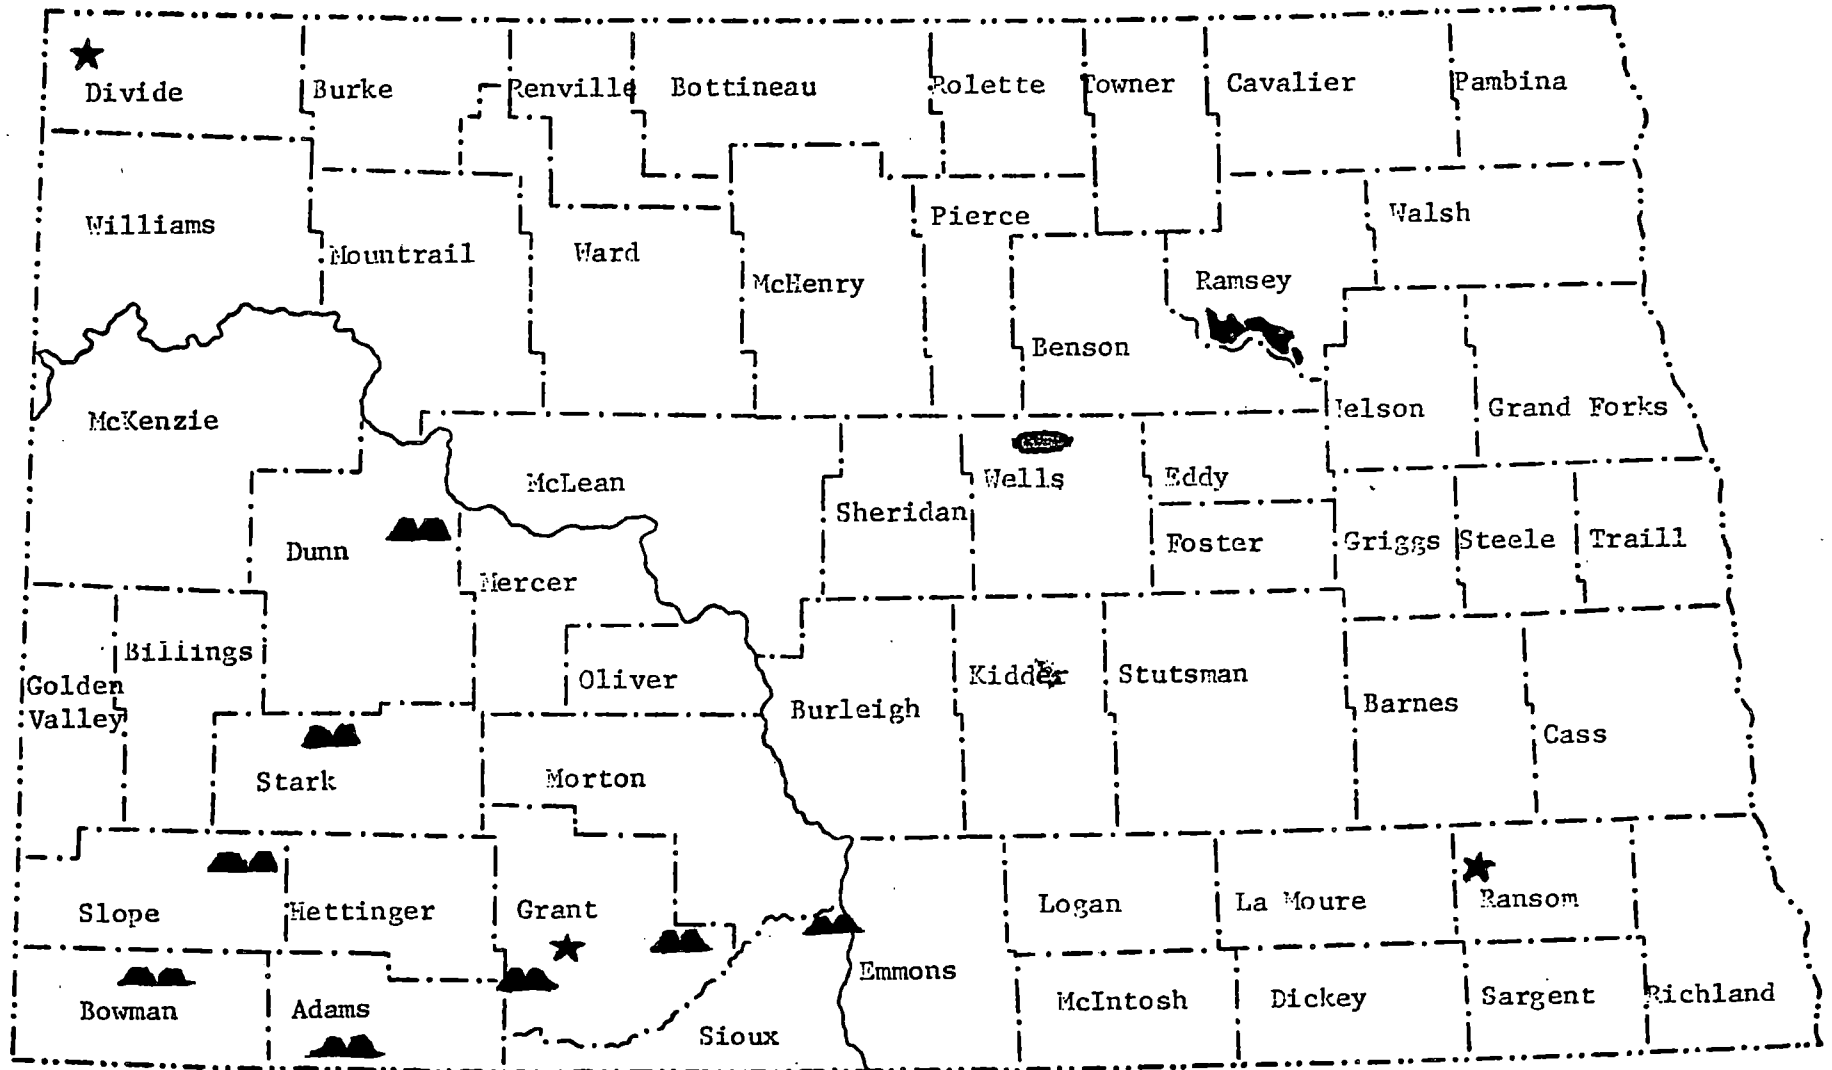 Divide
Burke
Renville
Bottineau
Rolette
Towner
Cavalier
Pambina
Williams
Mountrail
Ward
McHenry
Pierce
Walsh
Ramsey
Benson
McKenzie
Nelson
Grand Forks
McLean
Sheridan
Wells
Eddy
Dunn
Mercer
Foster
Griggs
Steele
Traill
Billings
Golden
Valley
Oliver
Burleigh
Kidder
Stutsman
Barnes
Cass
Stark
Morton
Slope
Hettinger
Grant
Logan
La Moure
Ransom
Emmons
Bowman
Adams
Sioux
McIntosh
Dickey
Sargent
Richland